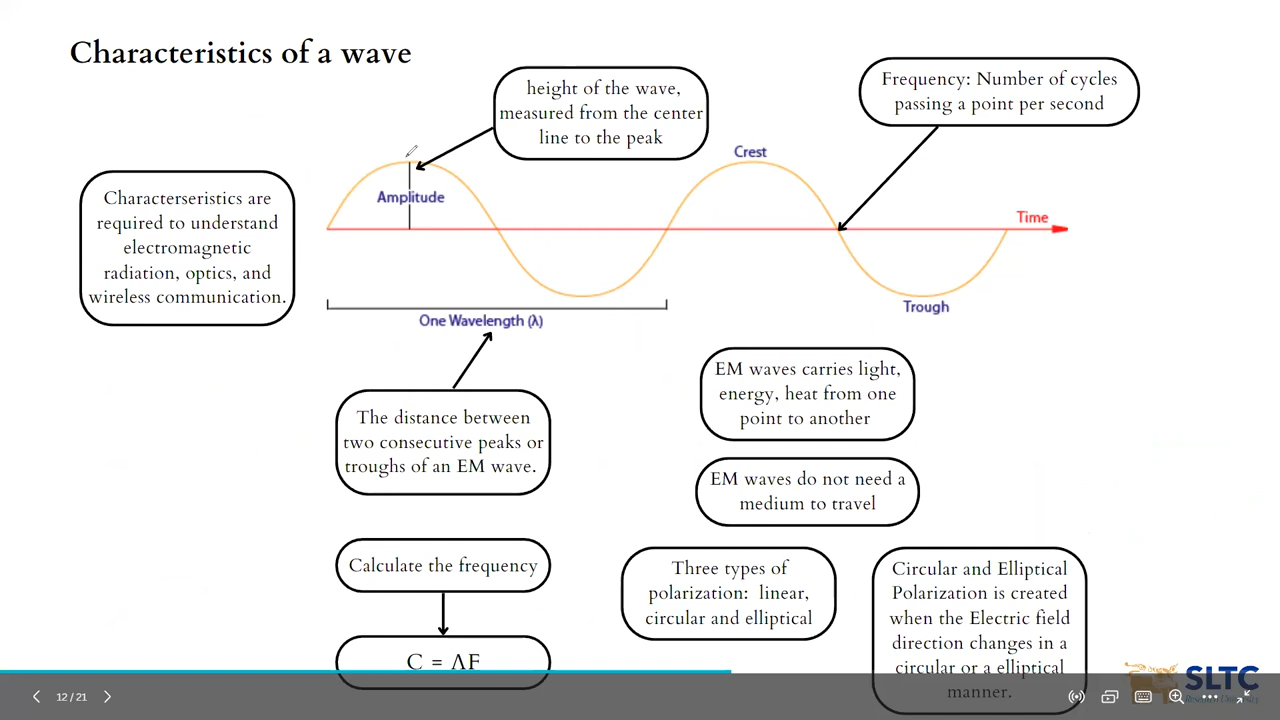 Characteristics of a wave
height of the wave,
measured from the center
line to the peak
Frequency: Number of cycles
passing a point per second
Characterseristics are
required to understand
electromagnetic
radiation, optics, and
wireless communication.
Amplitude
Crest
Time
Trough
One Wavelength (λ)
The distance between
two consecutive peaks or
troughs of an EM wave.
EM waves carries light,
energy, heat from one
point to another
EM waves do not need a
medium to travel
Calculate the frequency
C = ΛF
Three types of
polarization: linear,
circular and elliptical
Circular and Elliptical
Polarization is created
when the Electric field
direction changes in a
circular or a elliptical
manner.
SLTC
12 / 21